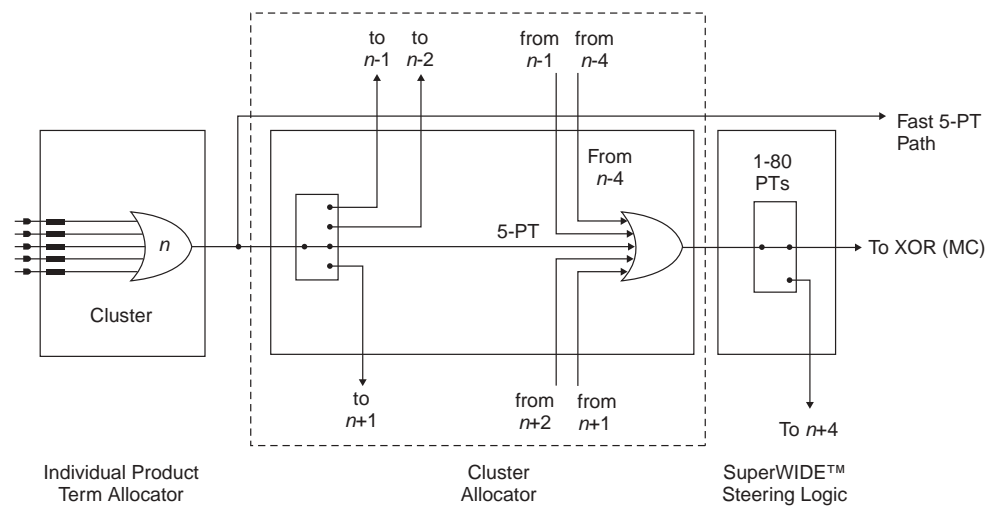 to
n-1
to
n-2
from
n-1
from
n-4
Fast 5-PT
Path
From
n-4
1-80
PTs
n
5-PT
To XOR (MC)
Cluster
to
n+1
from
n+2
from
n+1
To n+4
Individual Product
Term Allocator
Cluster
Allocator
SuperWIDE™
Steering Logic